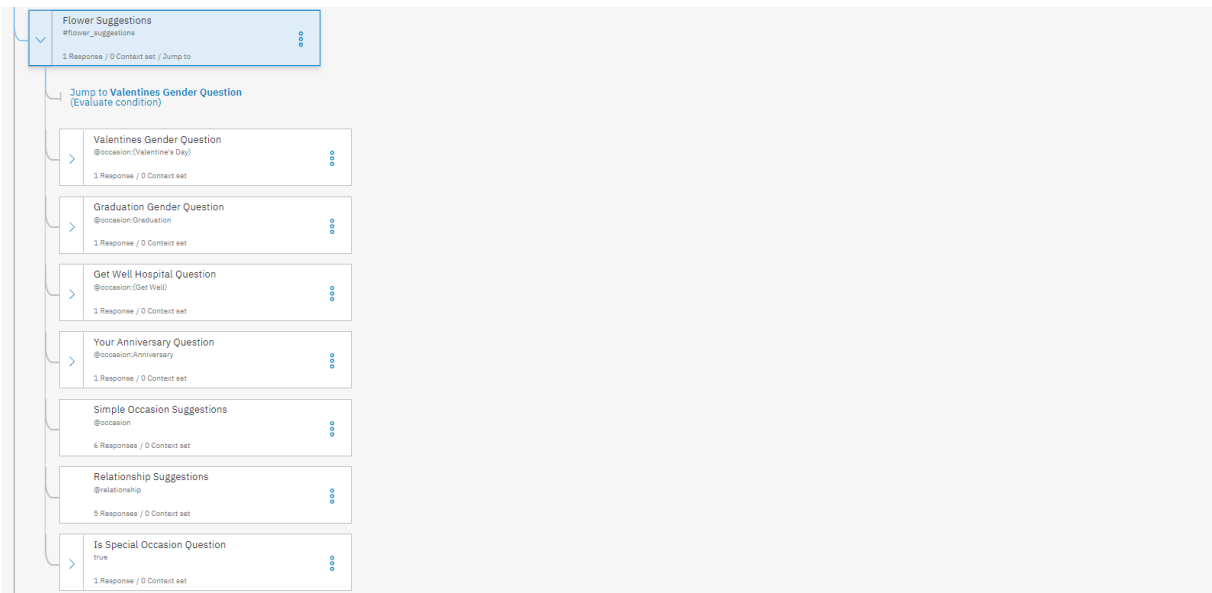 Flower Suggestions
#flower_suggestions
1 Response / 0 Context set / Jump to
Jump to Valentines Gender Question
(Evaluate condition)
Valentines Gender Question
@occasion:(Valentine's Day)
1 Response / 0 Context set
Graduation Gender Question
@occasion:Graduation
1 Response / 0 Context set
Get Well Hospital Question
@occasion:(Get Well)
1 Response / 0 Context set
Your Anniversary Question
@occasion:Anniversary
1 Response / 0 Context set
Simple Occasion Suggestions
@occasion
6 Responses / 0 Context set
Relationship Suggestions
@relationship
5 Responses / 0 Context set
Is Special Occasion Question
true
1 Response / 0 Context set